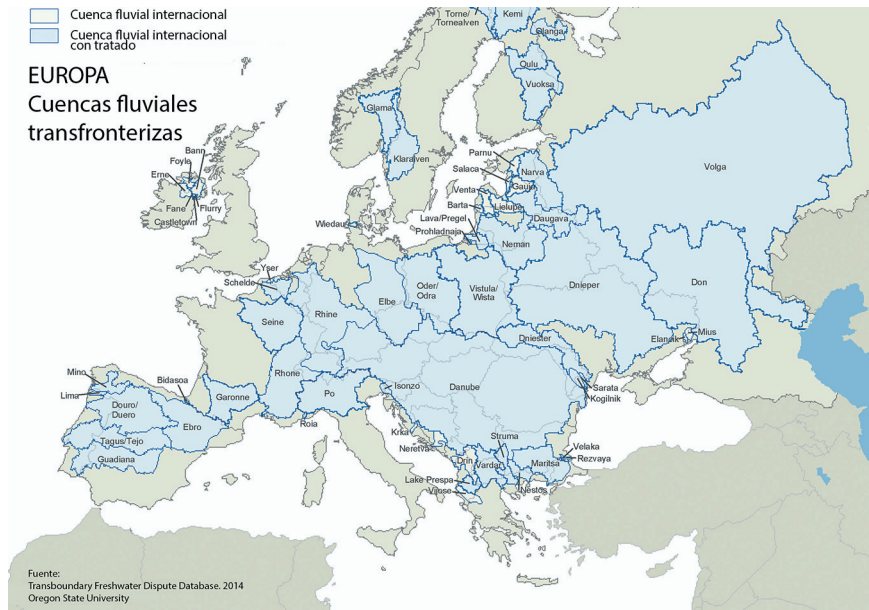 Cuenca fluvial internacional
Cuenca fluvial internacional
con tratado
EUROPA
Cuencas fluviales
transfronterizas
Torne/
Tornealven
Kemi
Olanga
Oulu
Vuoksa
Glama
Klaralven
Bann
Foyle
Erne
Fane
Flurry
Castletown
Parnu
Salaca
Narva
Gauja
Venta
Barta
Lielupe
Daugava
Lava/Pregel
Prohladnaja
Neman
Volga
Wiedau
Yser
Schelde
Seine
Rhine
Elbe
Oder/
Odra
Vistula/
Wista
Dnieper
Don
Dniester
Elancik
Mius
Sarata
Kogilnik
Mino
Lima
Bidasoa
Douro/
Duero
Garonne
Ebro
Tagus/Tejo
Guadiana
Rhone
Po
Roia
Isonzo
Danube
Krka
Neretva
Struma
Velaka
Rezvaya
Drin
Vardar
Maritsa
Lake Prespa
Vijose
Nestos
Fuente:
Transboundary Freshwater Dispute Database. 2014
Oregon State University